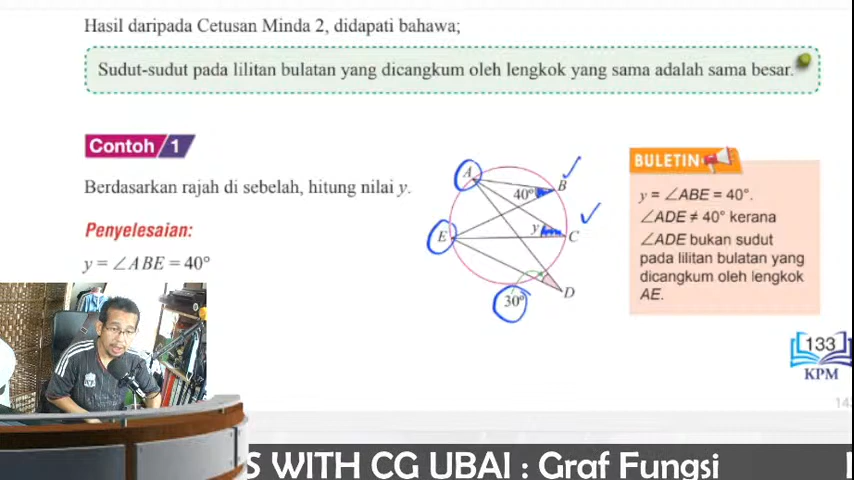 Hasil daripada Cetusan Minda 2, didapati bahawa;
Sudut-sudut pada lilitan bulatan yang dicangkum oleh lengkok yang sama adalah sama besar.
Contoh 1
Berdasarkan rajah di sebelah, hitung nilai y.
Penyelesaian:
y = ∠ABE = 40°
A
B
40°
E
y
C
30°
D
BULETIN
y = ∠ABE = 40°.
∠ADE ≠ 40° kerana
∠ADE bukan sudut
pada lilitan bulatan yang
dicangkum oleh lengkok
AE.
133
KPM
S WITH CG UBAI : Graf Fungsi